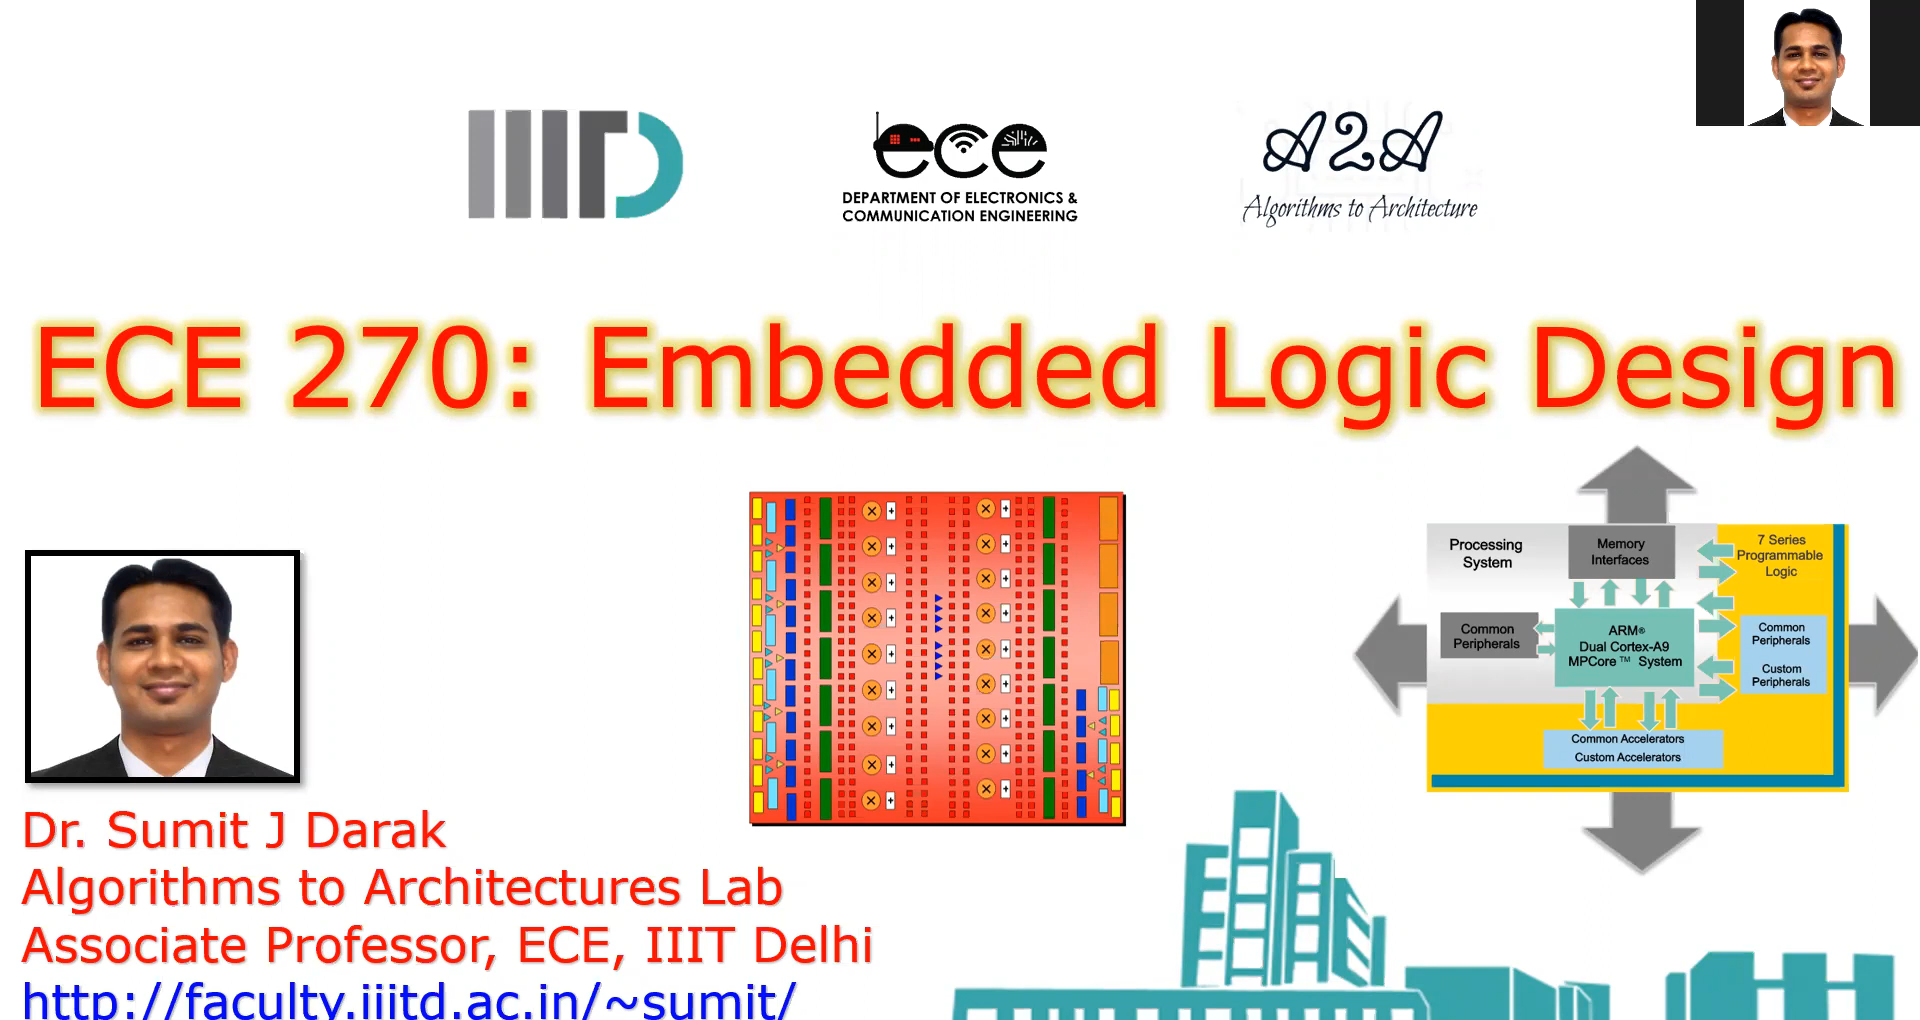 IIITD
ece
DEPARTMENT OF ELECTRONICS &
COMMUNICATION ENGINEERING
A2A
Algorithms to Architecture
ECE 270: Embedded Logic Design
Processing
System
Memory
Interfaces
7 Series
Programmable
Logic
Common
Peripherals
ARM®
Dual Cortex-A9
MPCore™ System
Common
Peripherals
Custom
Peripherals
Common Accelerators
Custom Accelerators
Dr. Sumit J Darak
Algorithms to Architectures Lab
Associate Professor, ECE, IIIT Delhi
http://faculty.iiitd.ac.in/~sumit/